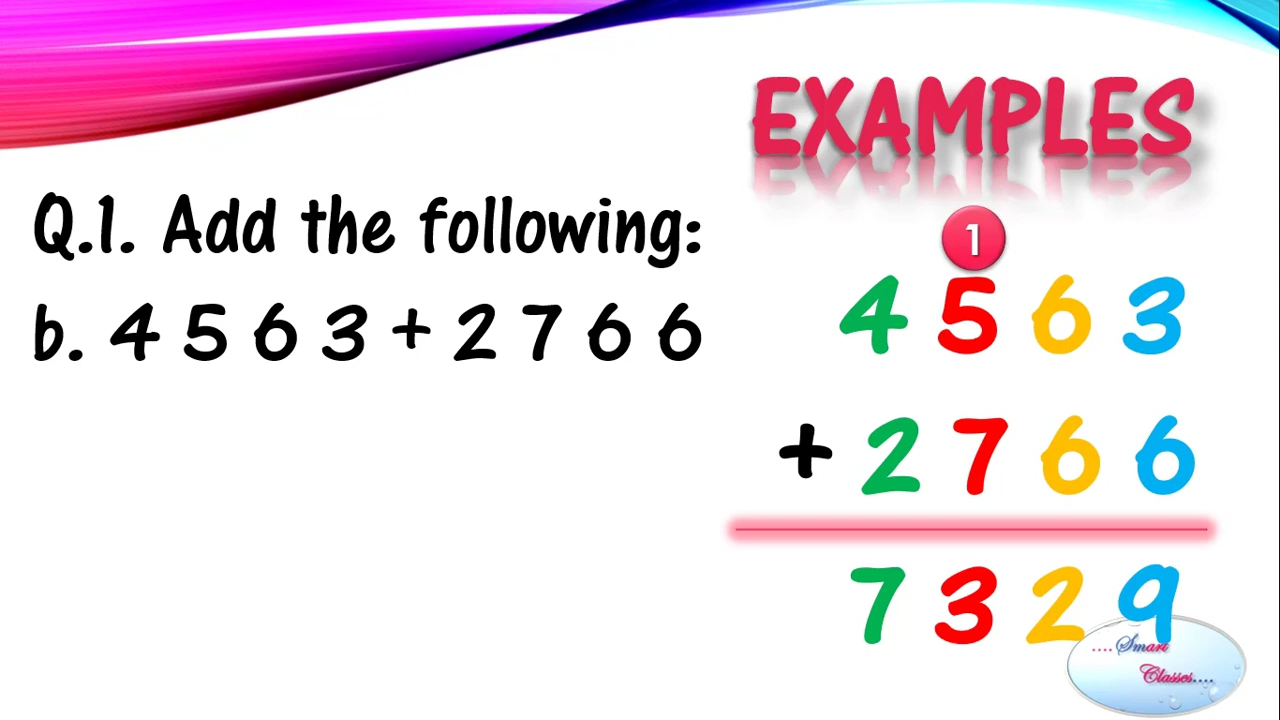 EXAMPLES
Q.1. Add the following:
b. 4 5 6 3 + 2 7 6 6
1
4 5 6 3
+ 2 7 6 6
7 3 2 9
....Smart
Classes....